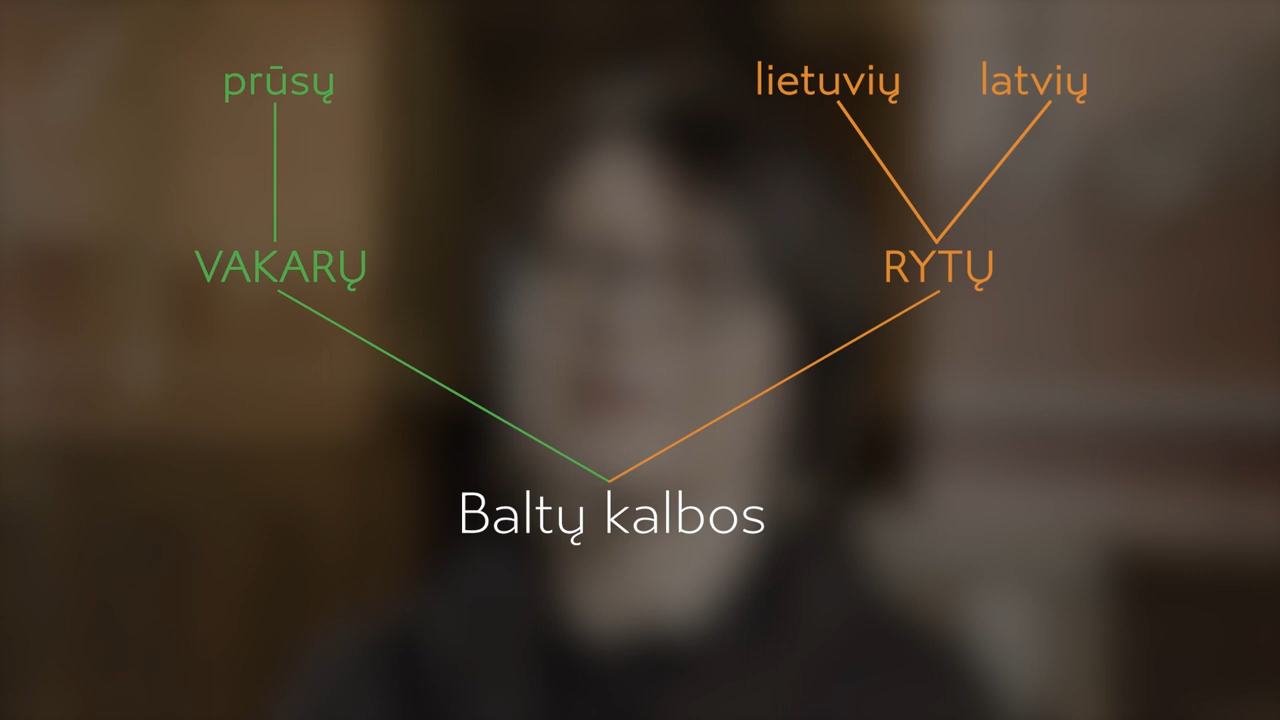 prūsų
lietuvių
latvių
VAKARŲ
RYTŲ
Baltų kalbos